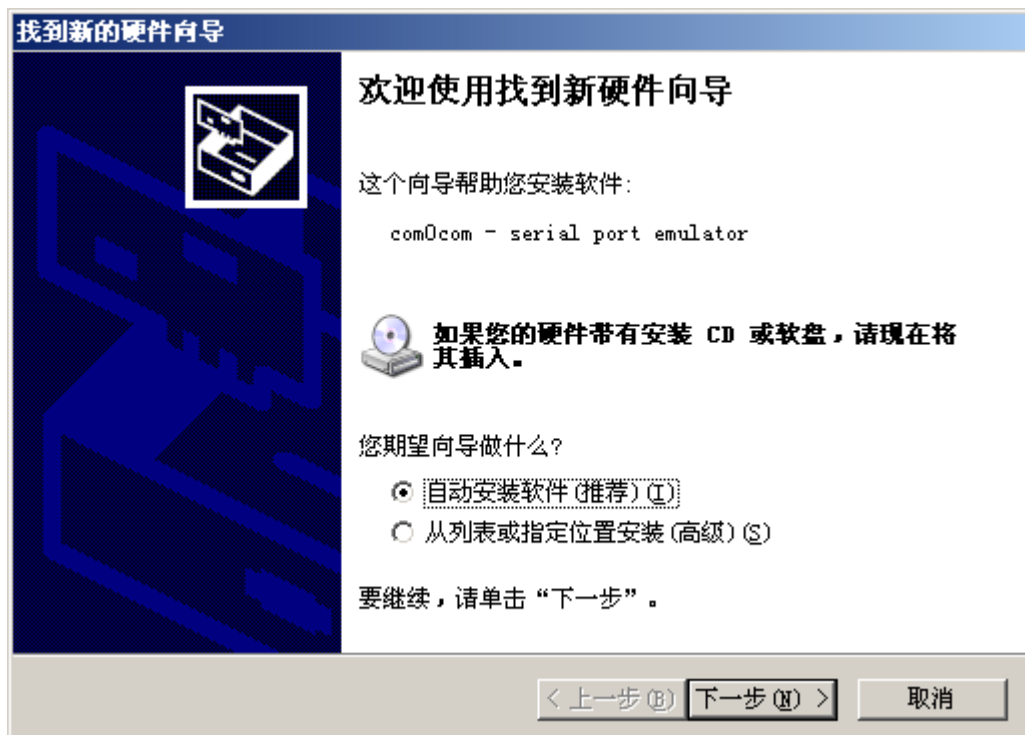 找到新的硬件向导
欢迎使用找到新硬件向导
这个向导帮助您安装软件:
com0com - serial port emulator
如果您的硬件带有安装 CD 或软盘，请现在将
其插入。
您期望向导做什么?
自动安装软件(推荐)(I)
从列表或指定位置安装(高级)(S)
要继续，请单击“下一步”。
< 上一步(B)
下一步(N) >
取消